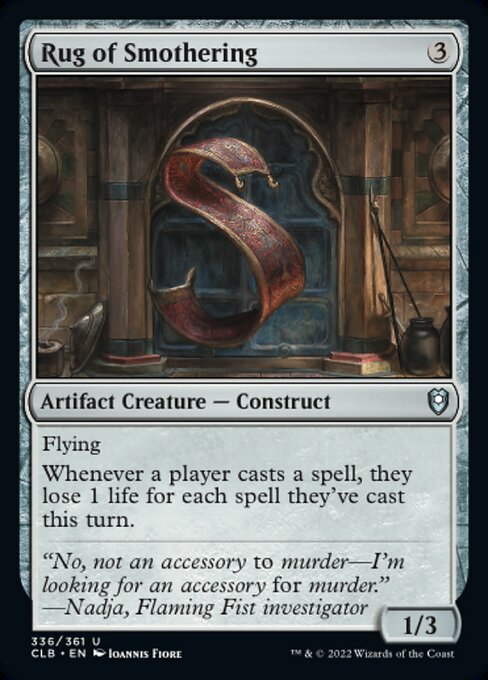 Rug of Smothering 3
Artifact Creature — Construct
Flying
Whenever a player casts a spell, they
lose 1 life for each spell they’ve cast
this turn.
“No, not an accessory to murder—I’m
looking for an accessory for murder.”
—Nadja, Flaming Fist investigator
1/3
336/361 U
CLB • EN Ioannis Fiore
™ & © 2022 Wizards of the Coast